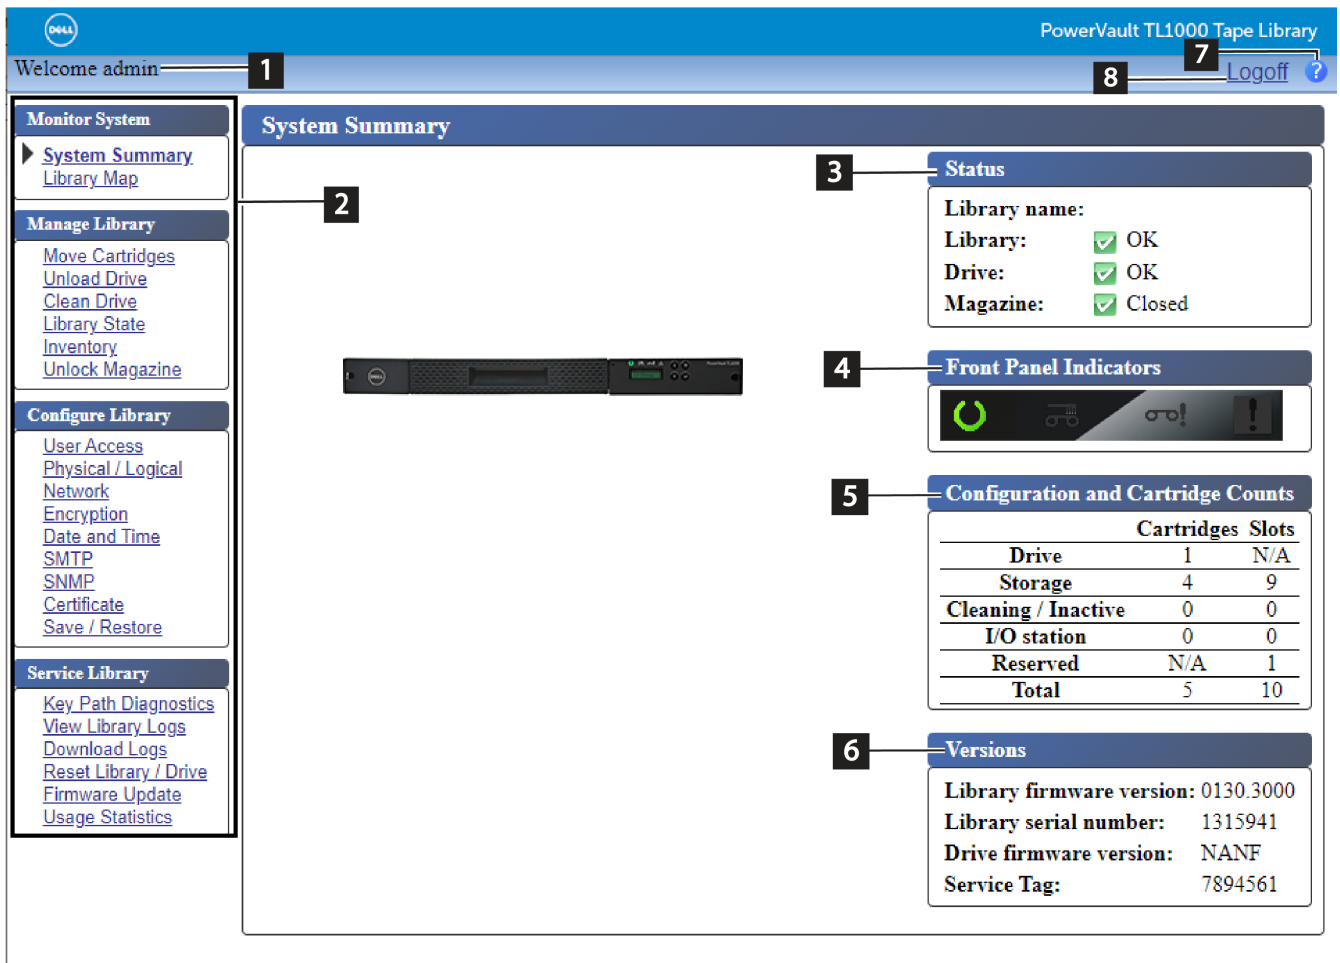 DELL
PowerVault TL1000 Tape Library
Welcome admin
1
7
8
Logoff ?
Monitor System
System Summary
Library Map
Manage Library
Move Cartridges
Unload Drive
Clean Drive
Library State
Inventory
Unlock Magazine
Configure Library
User Access
Physical / Logical
Network
Encryption
Date and Time
SMTP
SNMP
Certificate
Save / Restore
Service Library
Key Path Diagnostics
View Library Logs
Download Logs
Reset Library / Drive
Firmware Update
Usage Statistics
2
System Summary
DELL
3
Status
Library name:
Library: OK
Drive: OK
Magazine: Closed
4
Front Panel Indicators
5
Configuration and Cartridge Counts
Cartridges Slots
Drive 1 N/A
Storage 4 9
Cleaning / Inactive 0 0
I/O station 0 0
Reserved N/A 1
Total 5 10
6
Versions
Library firmware version: 0130.3000
Library serial number: 1315941
Drive firmware version: NANF
Service Tag: 7894561